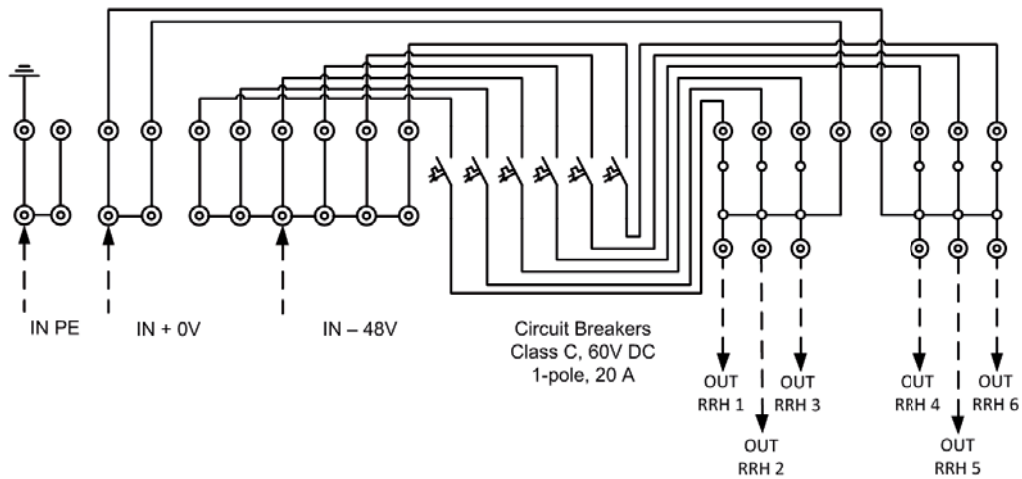 IN PE
IN + 0V
IN – 48V
Circuit Breakers
Class C, 60V DC
1-pole, 20 A
OUT
RRH 1
OUT
RRH 2
OUT
RRH 3
OUT
RRH 4
OUT
RRH 5
OUT
RRH 6